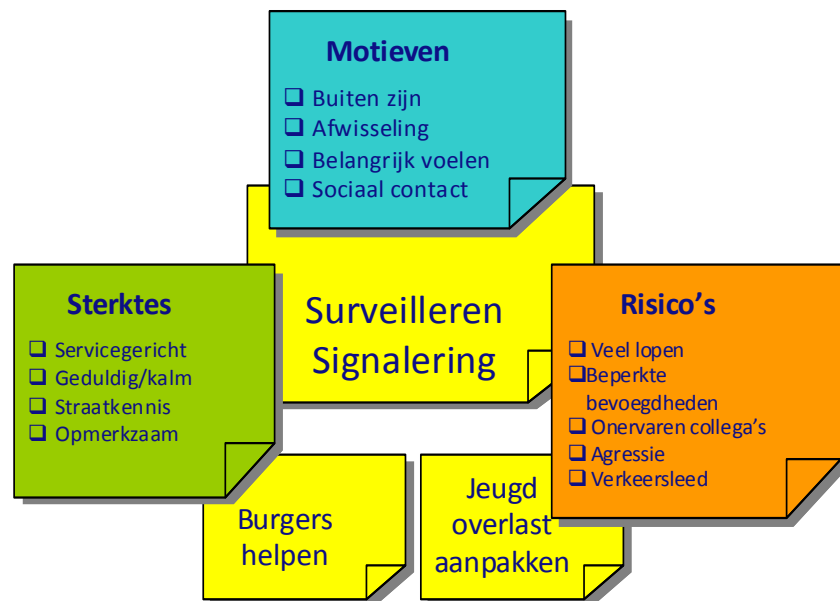 Motieven
❑ Buiten zijn
❑ Afwisseling
❑ Belangrijk voelen
❑ Sociaal contact
Surveilleren
Signalering
Sterktes
❑ Servicegericht
❑ Geduldig/kalm
❑ Straatkennis
❑ Opmerkzaam
Risico’s
❑ Veel lopen
❑Beperkte
bevoegdheden
❑ Onervaren collega’s
❑ Agressie
❑ Verkeersleed
Burgers
helpen
Jeugd
overlast
aanpakken